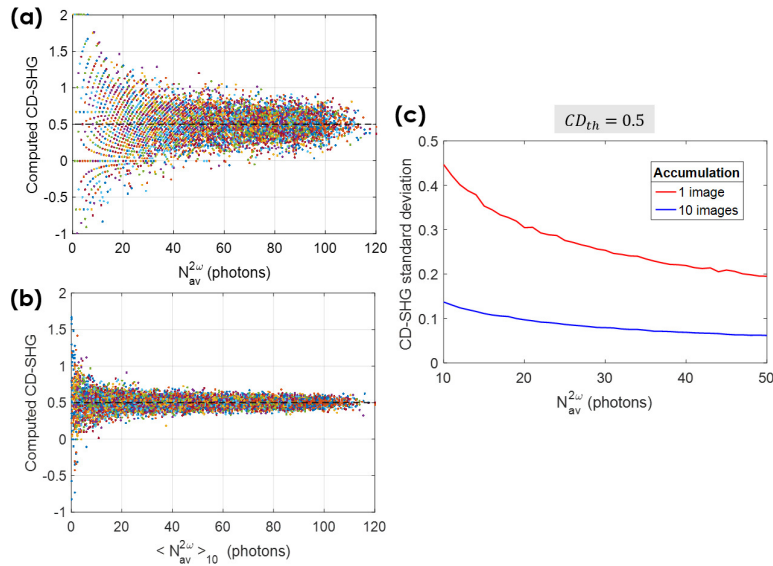 (a)
Computed CD-SHG
2
1.5
1
0.5
0
-0.5
-1
0 20 40 60 80 100 120
N_av^2ω (photons)
(b)
Computed CD-SHG
2
1.5
1
0.5
0
-0.5
-1
0 20 40 60 80 100 120
< N_av^2ω >_10 (photons)
(c)
CD_th = 0.5
CD-SHG standard deviation
0.5
0.4
0.3
0.2
0.1
0
10 20 30 40 50
N_av^2ω (photons)
Accumulation
1 image
10 images